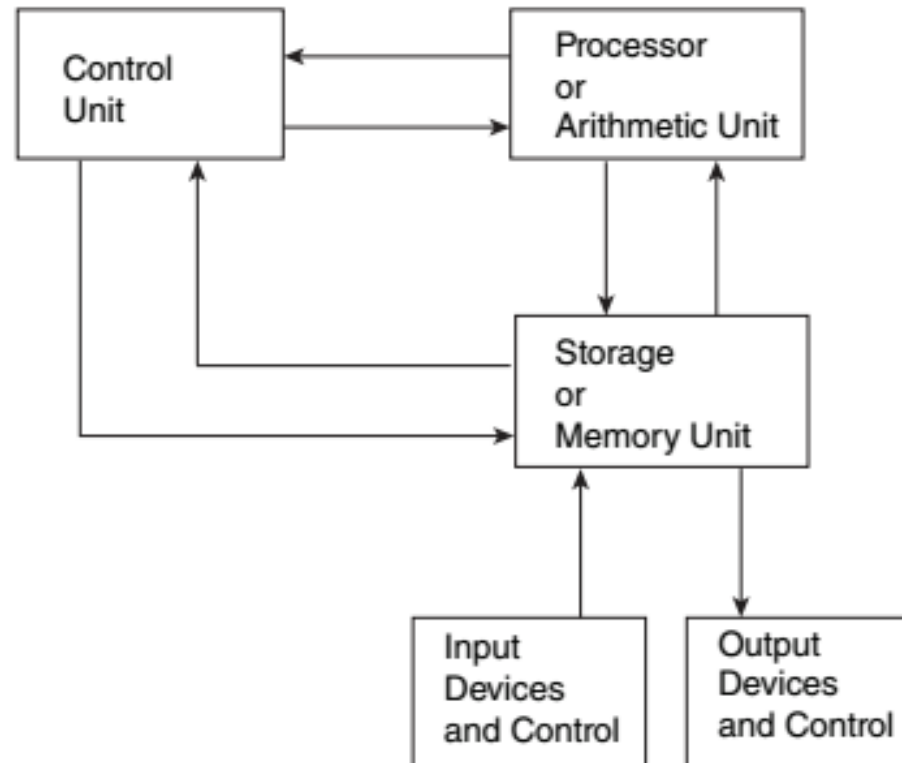 Control
Unit
Processor
or
Arithmetic Unit
Storage
or
Memory Unit
Input
Devices
and Control
Output
Devices
and Control